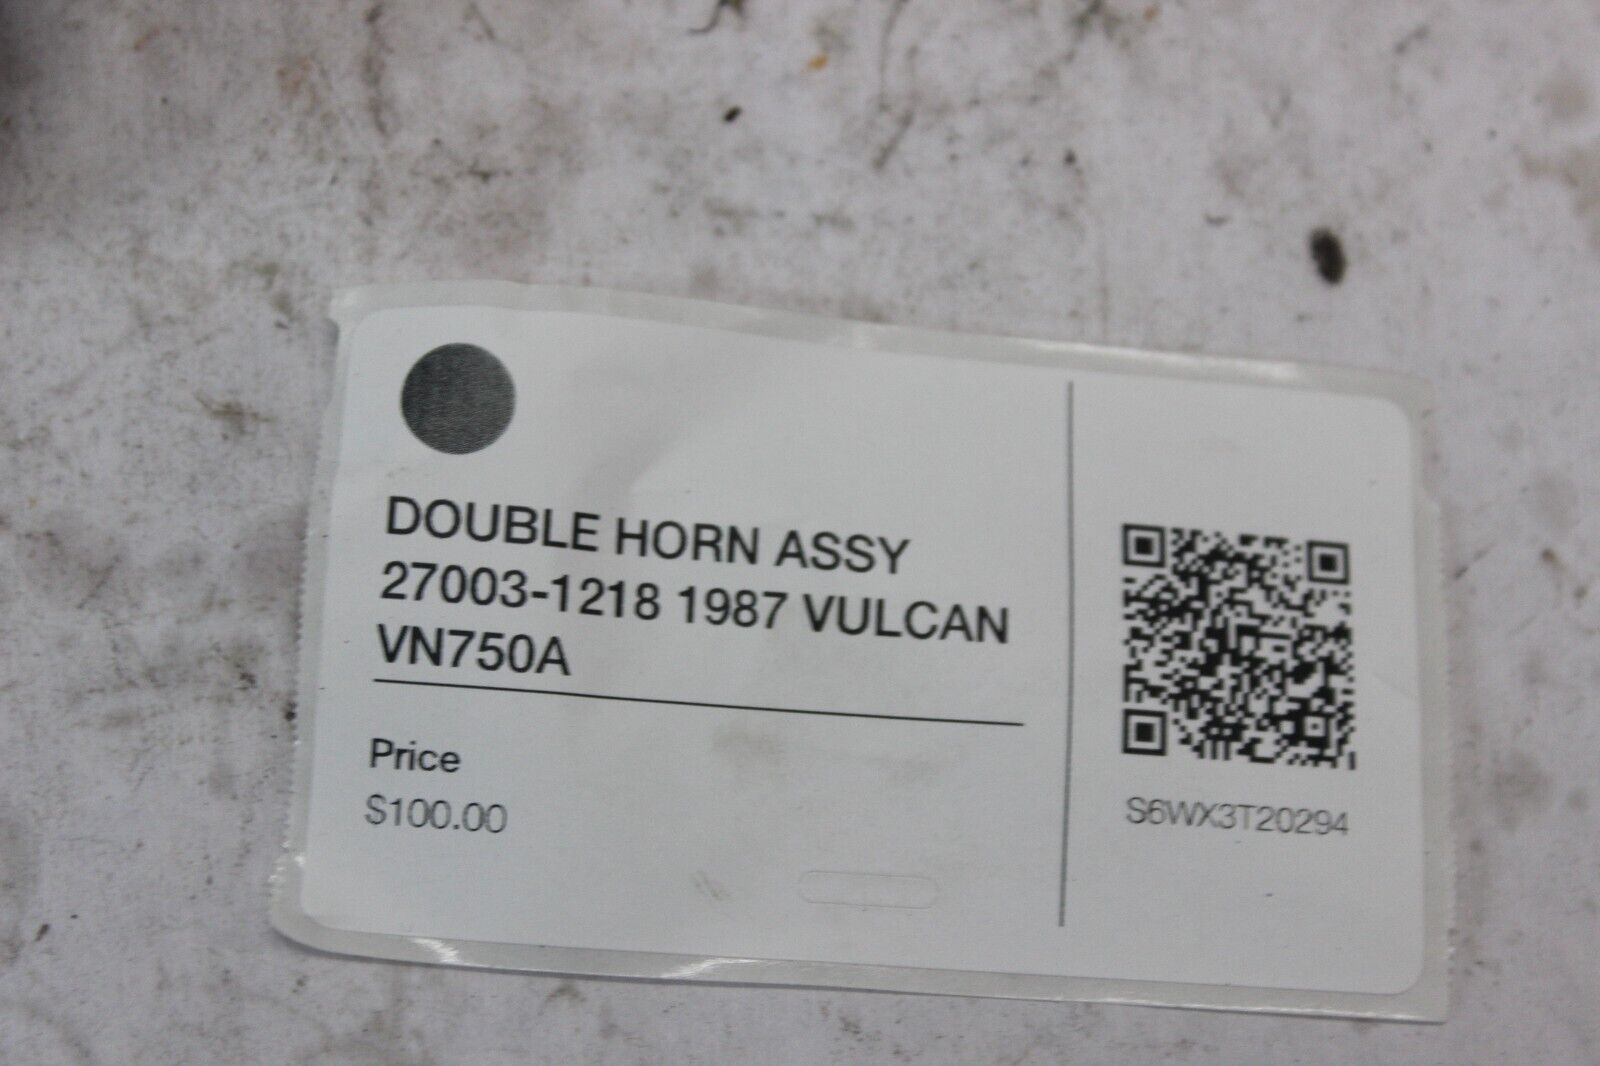 DOUBLE HORN ASSY
27003-1218 1987 VULCAN
VN750A
Price
$100.00
S6WX3T20294